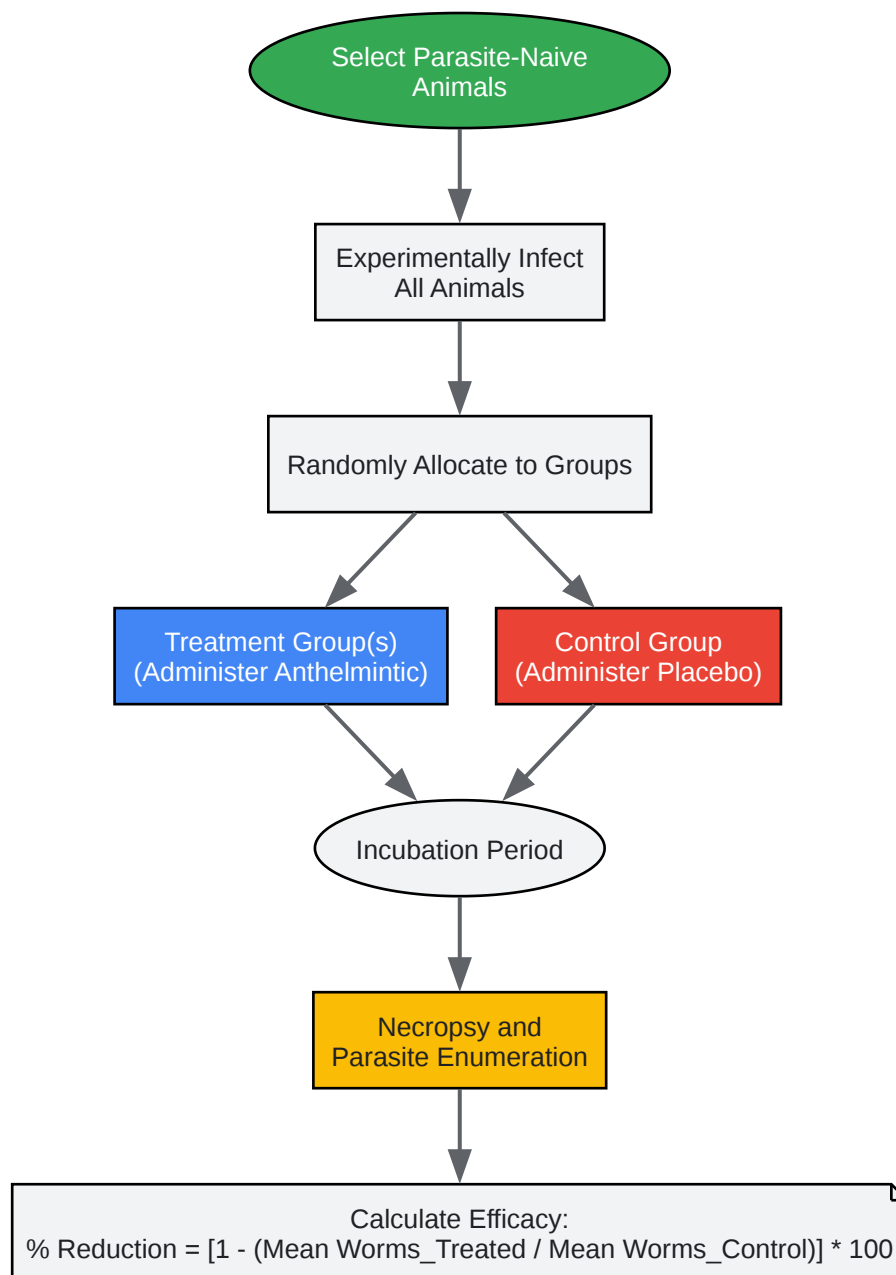 Select Parasite-Naive
Animals
Experimentally Infect
All Animals
Randomly Allocate to Groups
Treatment Group(s)
(Administer Anthelmintic)
Control Group
(Administer Placebo)
Incubation Period
Necropsy and
Parasite Enumeration
Calculate Efficacy:
% Reduction = [1 - (Mean Worms_Treated / Mean Worms_Control)] * 100